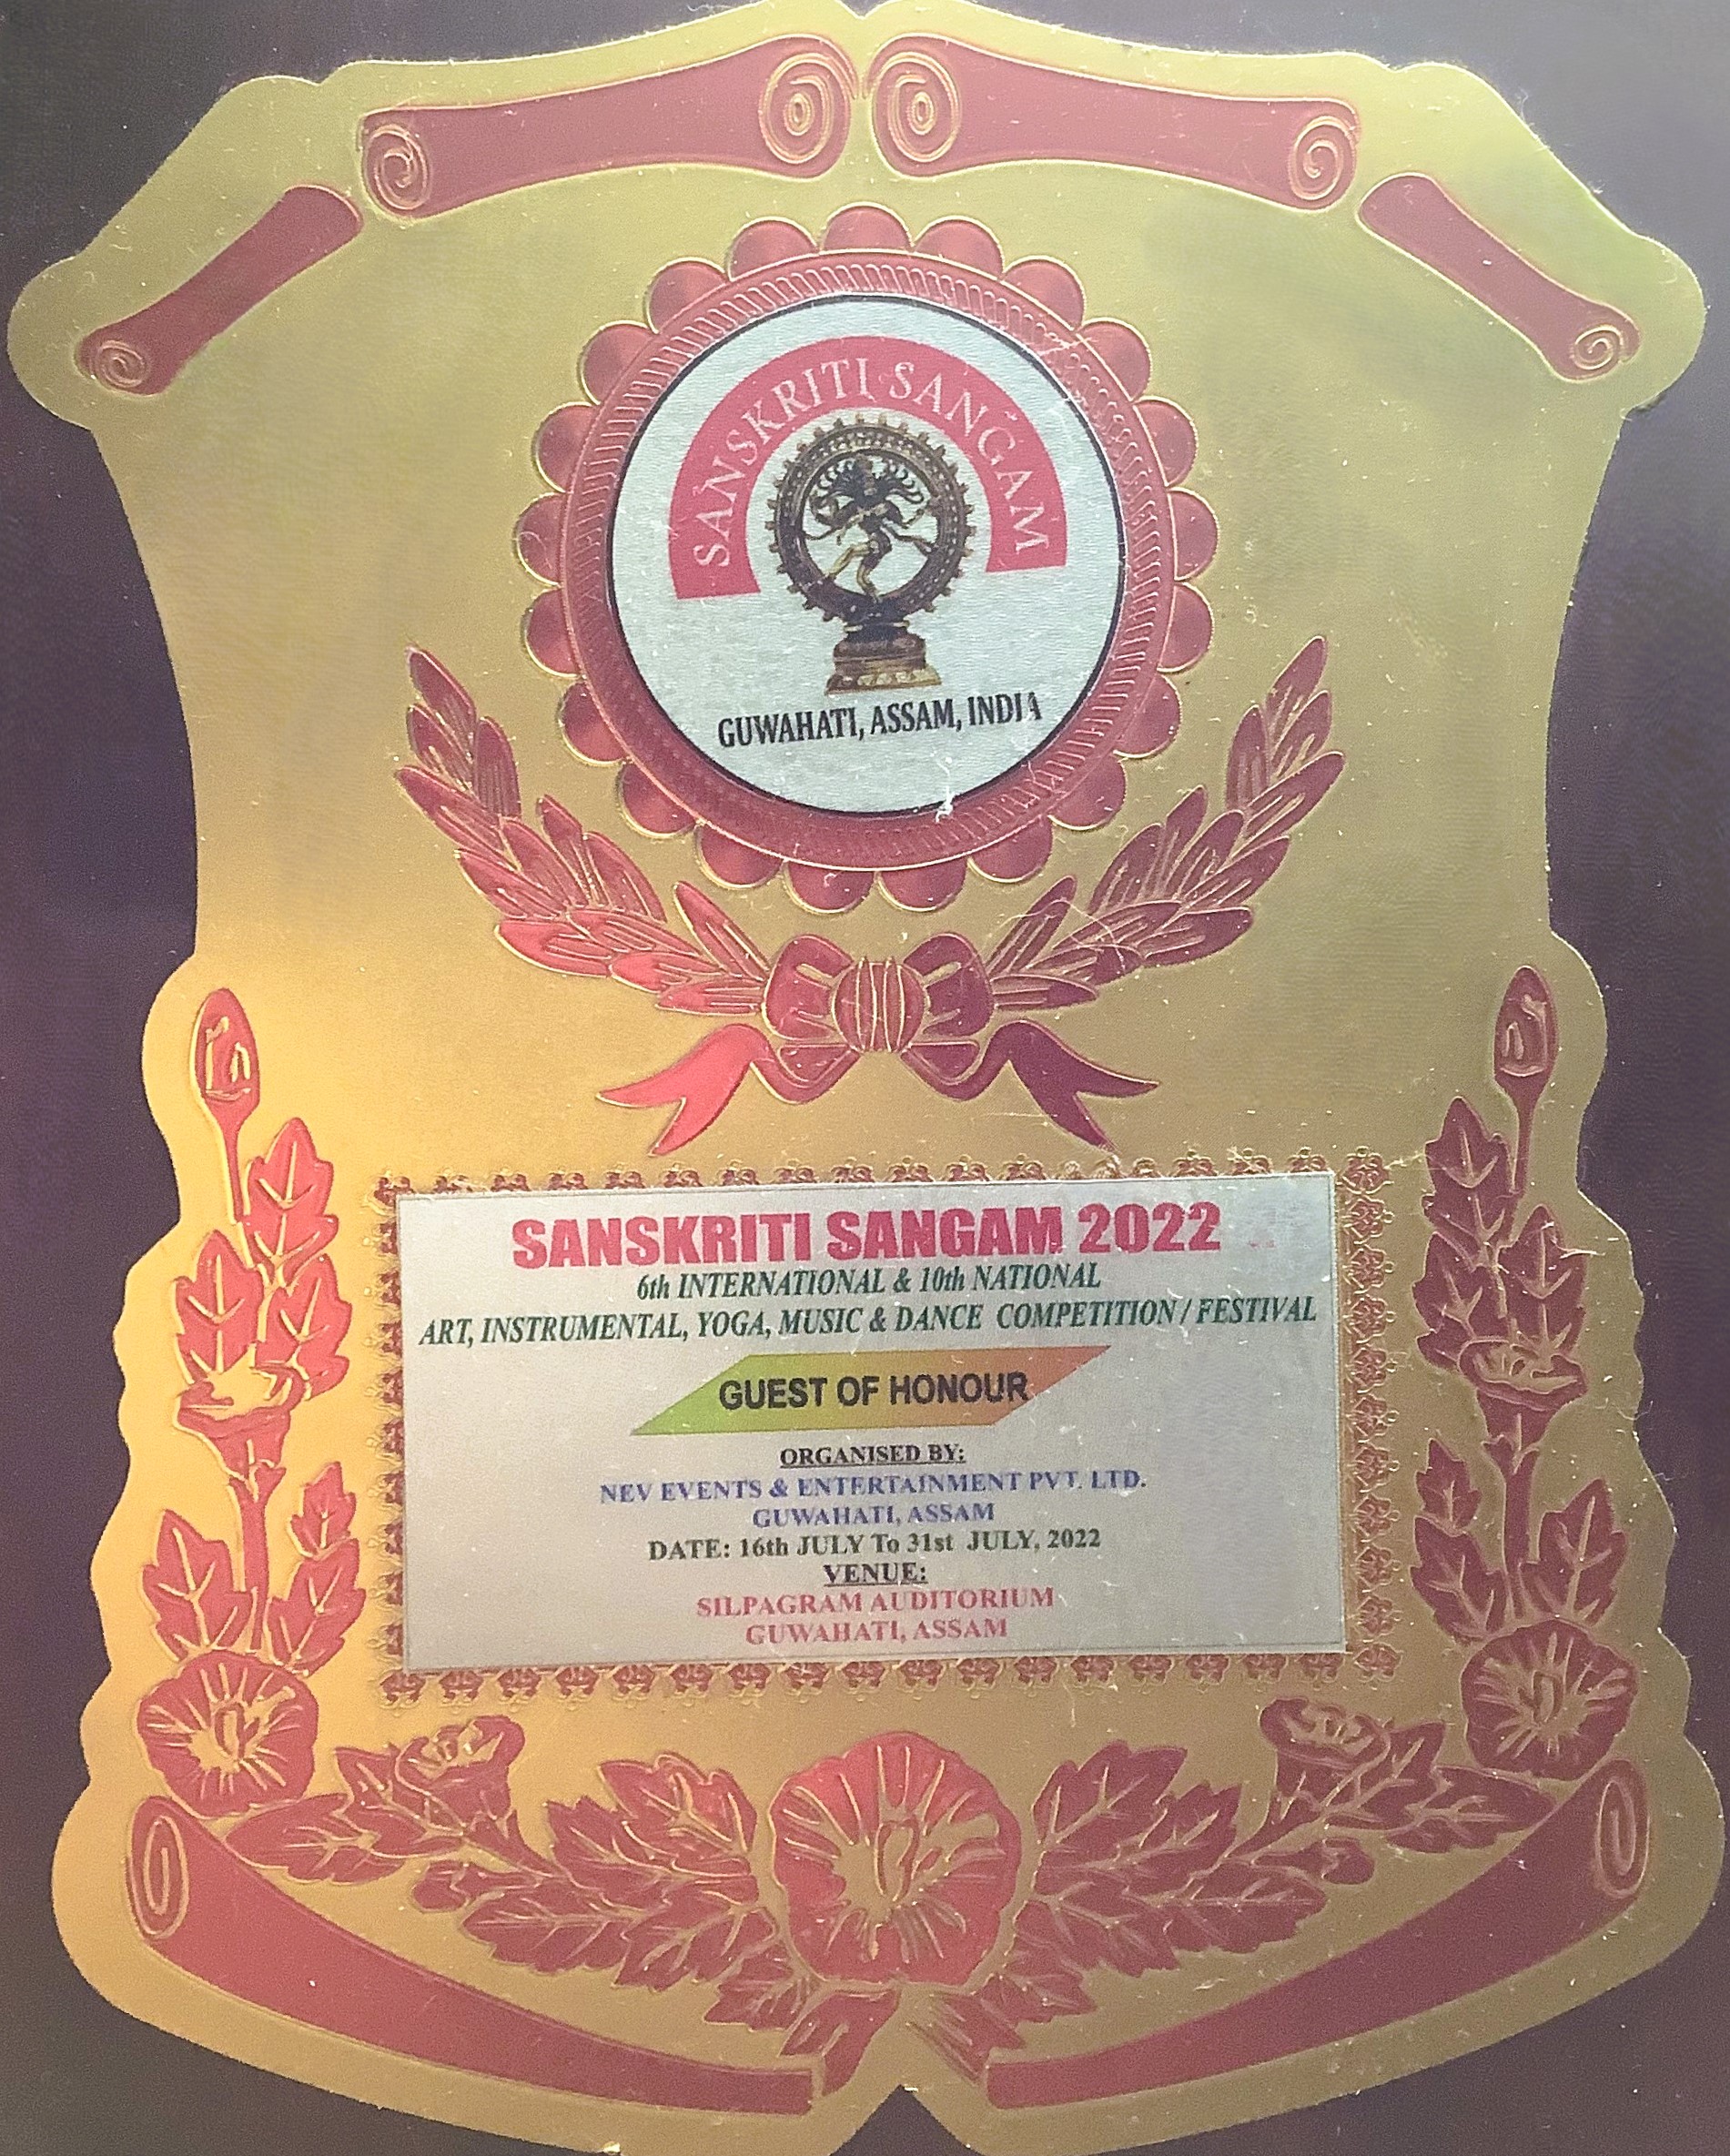 SANSKRITI SANGAM
GUWAHATI, ASSAM, INDIA
SANSKRITI SANGAM 2022
6th INTERNATIONAL & 10th NATIONAL
ART, INSTRUMENTAL, YOGA, MUSIC & DANCE COMPETITION / FESTIVAL
GUEST OF HONOUR
ORGANISED BY:
NEV EVENTS & ENTERTAINMENT PVT. LTD.
GUWAHATI, ASSAM
DATE: 16th JULY To 31st JULY, 2022
VENUE:
SILPAGRAM AUDITORIUM
GUWAHATI, ASSAM